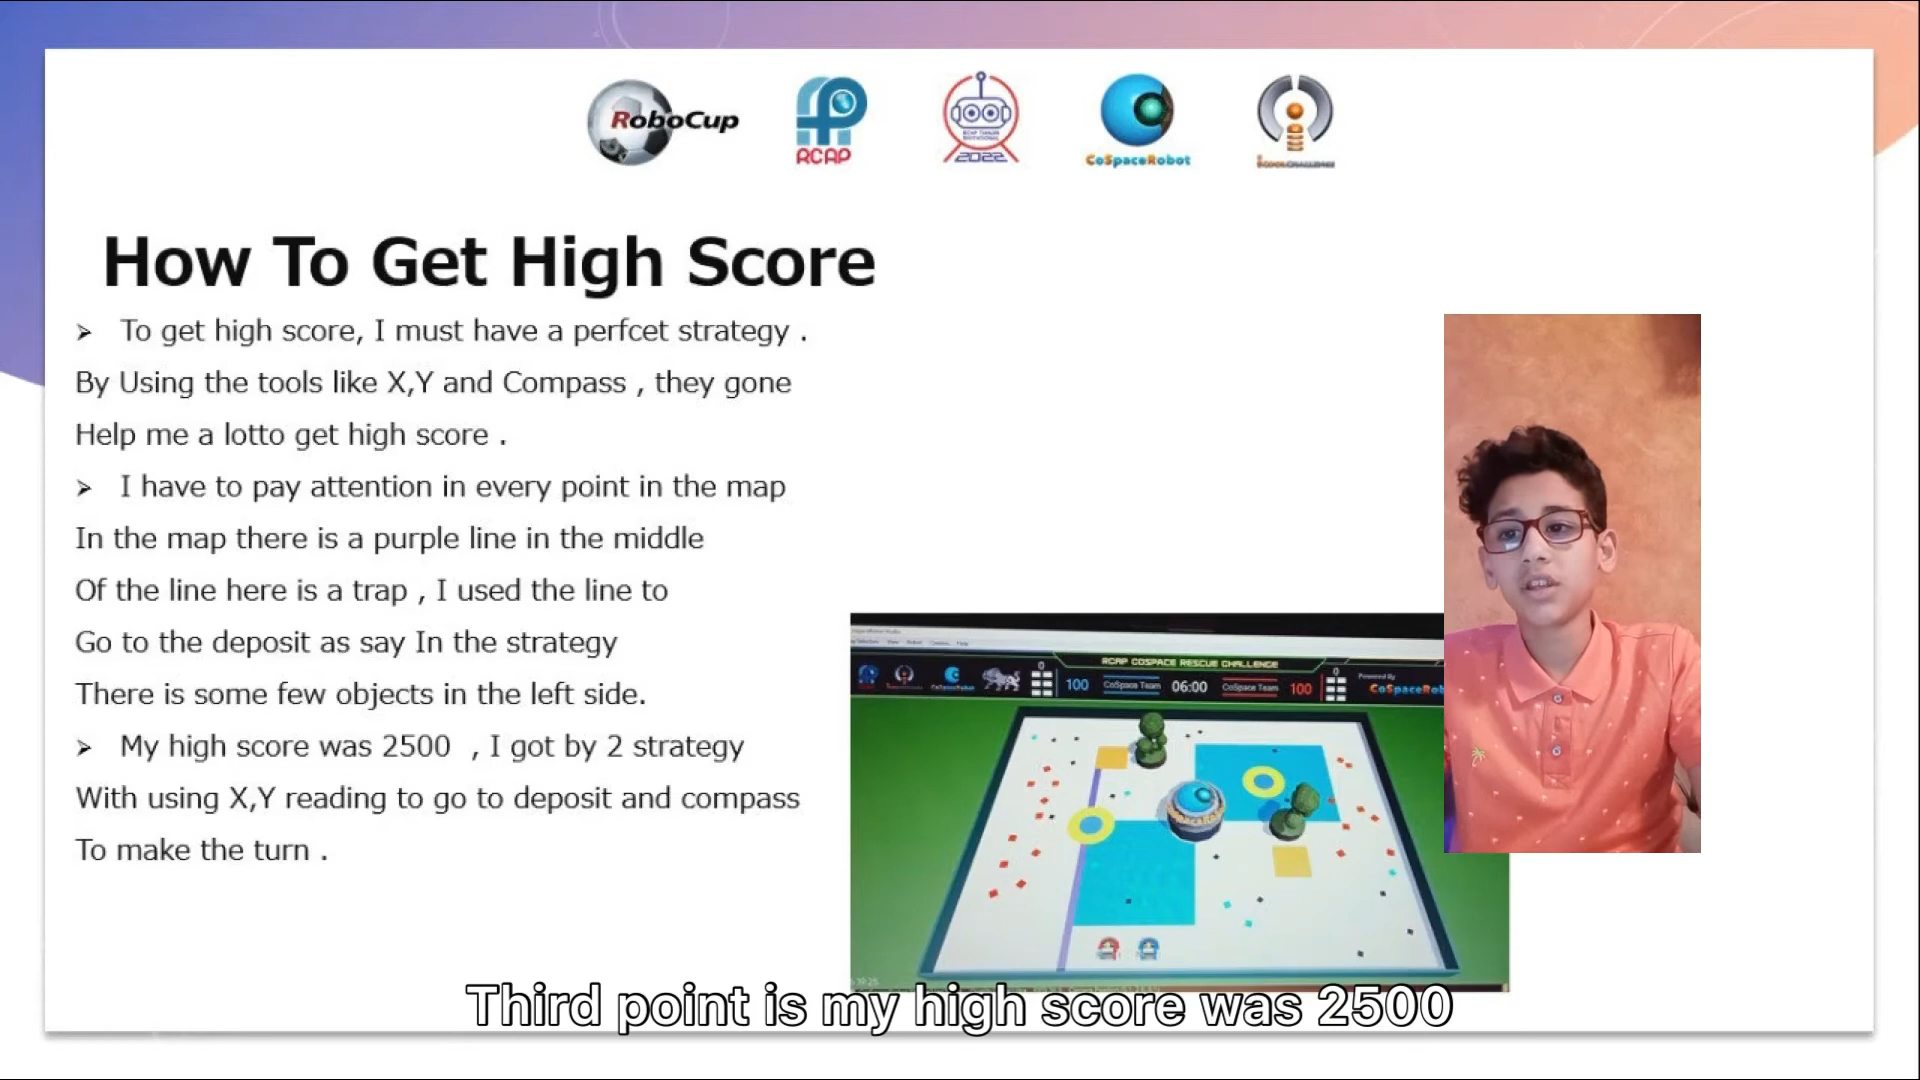 RoboCup
RCAP
2022
CoSpaceRobot
How To Get High Score
➢ To get high score, I must have a perfcet strategy .
By Using the tools like X,Y and Compass , they gone
Help me a lotto get high score .
➢ I have to pay attention in every point in the map
In the map there is a purple line in the middle
Of the line here is a trap , I used the line to
Go to the deposit as say In the strategy
There is some few objects in the left side.
➢ My high score was 2500 , I got by 2 strategy
With using X,Y reading to go to deposit and compass
To make the turn .
RCAP COSPACE RESCUE CHALLENGE
0 100 CoSpace Team 06:00 CoSpace Team 100 0 Powered By
CoSpaceRobot CoSpaceRob
Third point is my high score was 2500